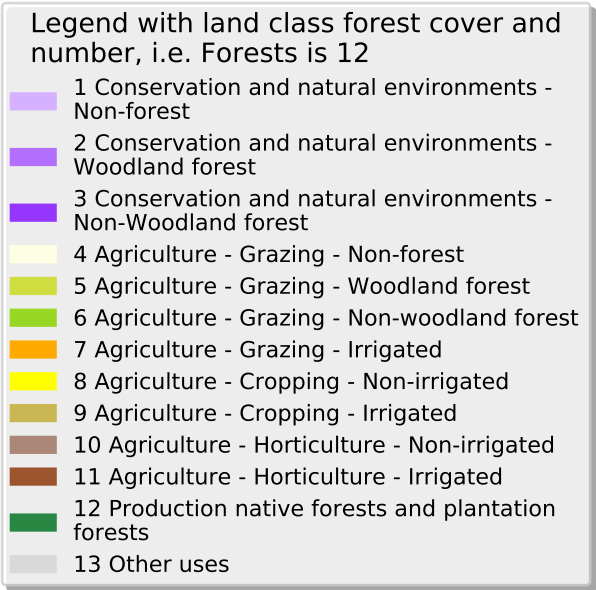 Legend with land class forest cover and
number, i.e. Forests is 12
1 Conservation and natural environments -
Non-forest
2 Conservation and natural environments -
Woodland forest
3 Conservation and natural environments -
Non-Woodland forest
4 Agriculture - Grazing - Non-forest
5 Agriculture - Grazing - Woodland forest
6 Agriculture - Grazing - Non-woodland forest
7 Agriculture - Grazing - Irrigated
8 Agriculture - Cropping - Non-irrigated
9 Agriculture - Cropping - Irrigated
10 Agriculture - Horticulture - Non-irrigated
11 Agriculture - Horticulture - Irrigated
12 Production native forests and plantation
forests
13 Other uses